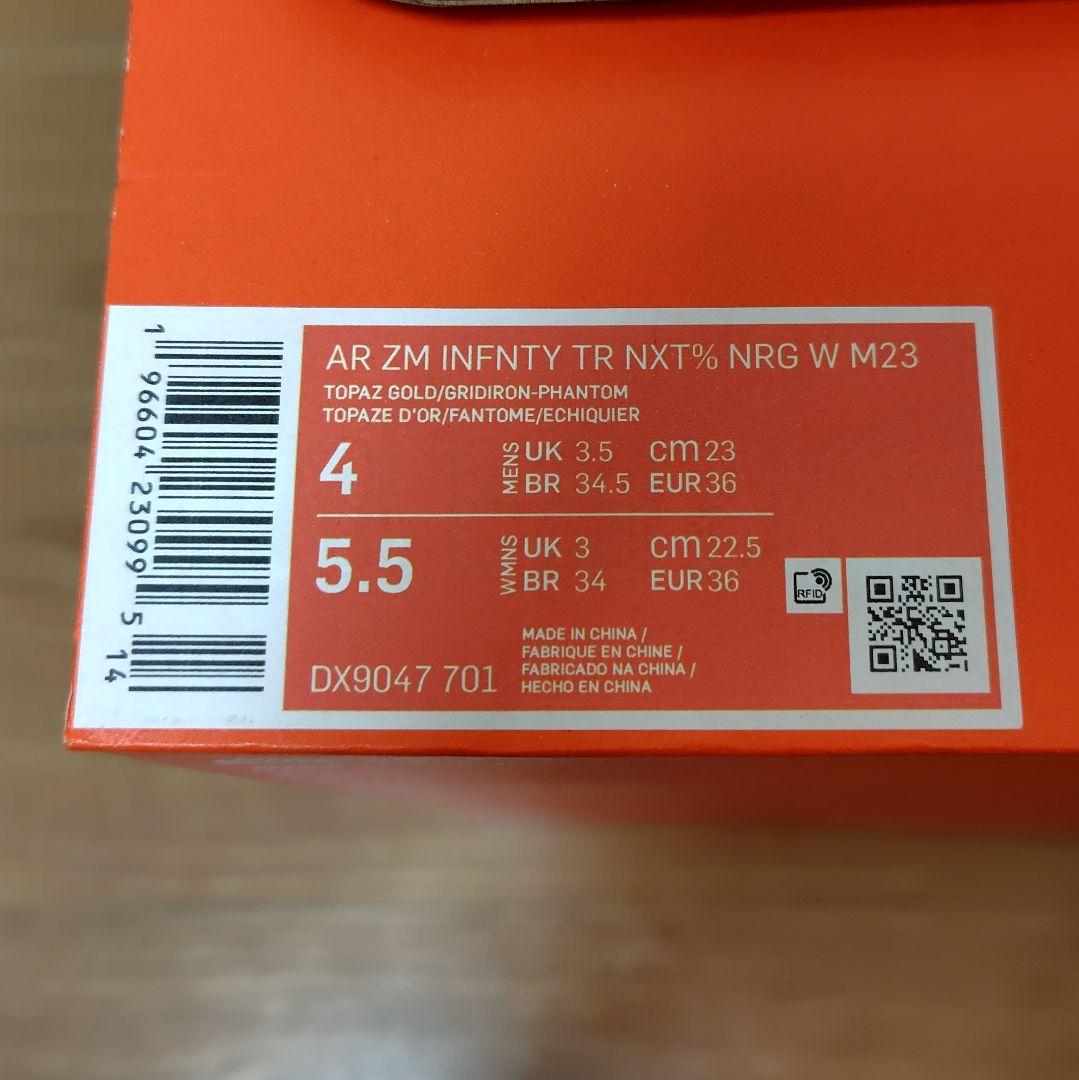 AR ZM INFNTY TR NXT% NRG W M23
TOPAZ GOLD/GRIDIRON-PHANTOM
TOPAZE D'OR/FANTOME/ECHIQUIER
4 MENS UK 3.5 cm 23
BR 34.5 EUR 36
5.5 WMNS UK 3 cm 22.5
BR 34 EUR 36
RFID
DX9047 701
MADE IN CHINA /
FABRIQUE EN CHINE /
FABRICADO NA CHINA /
HECHO EN CHINA
1 96604 23099 5 14